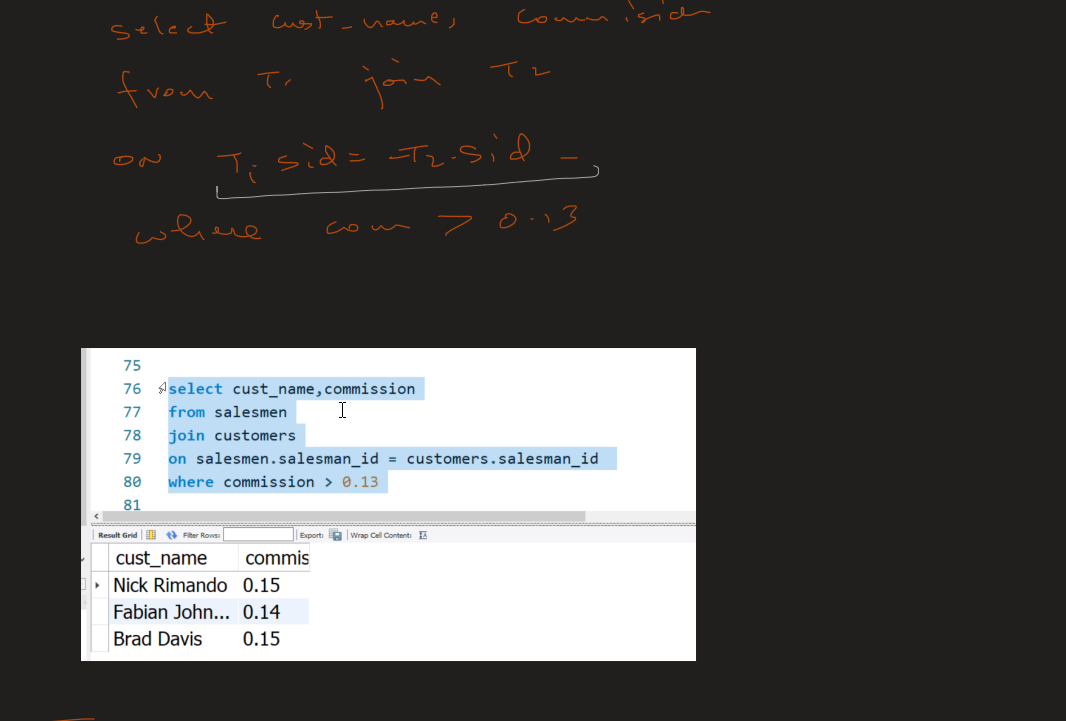 select cust_name, commision
from T1 join T2
on T1 sid = T2.sid -
where com > 0.13
75
76 select cust_name,commission
77 from salesmen
78 join customers
79 on salesmen.salesman_id = customers.salesman_id
80 where commission > 0.13
81
Result Grid Filter Rows: Export: Wrap Cell Content:
cust_name commis
Nick Rimando 0.15
Fabian John... 0.14
Brad Davis 0.15